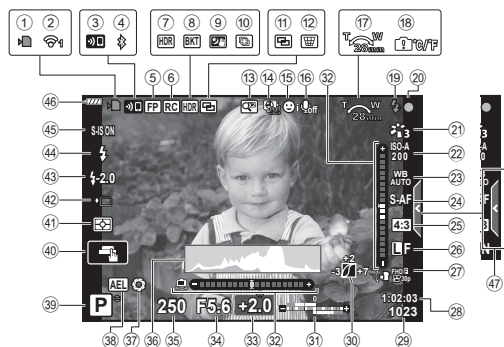 1 2 3 4 7 8 9 10 11 12 17 18
HDR BKT
T W
28mm
°C/°F
5 6 13 14 15 16 32 19 20
46 FP RC HDR i off T W
28mm
45 S-IS ON 3 21
ISO-A
200 22
44 WB
AUTO 23
43 -2.0 S-AF 24
42 4:3 25
41 L F 26
40 FHD F
30p 27
+2
-3 +7
39 P AEL 250 F5.6 +2.0 0 1:02:03 28
1023
38 37 36 35 34 33 32 31 30 29
47